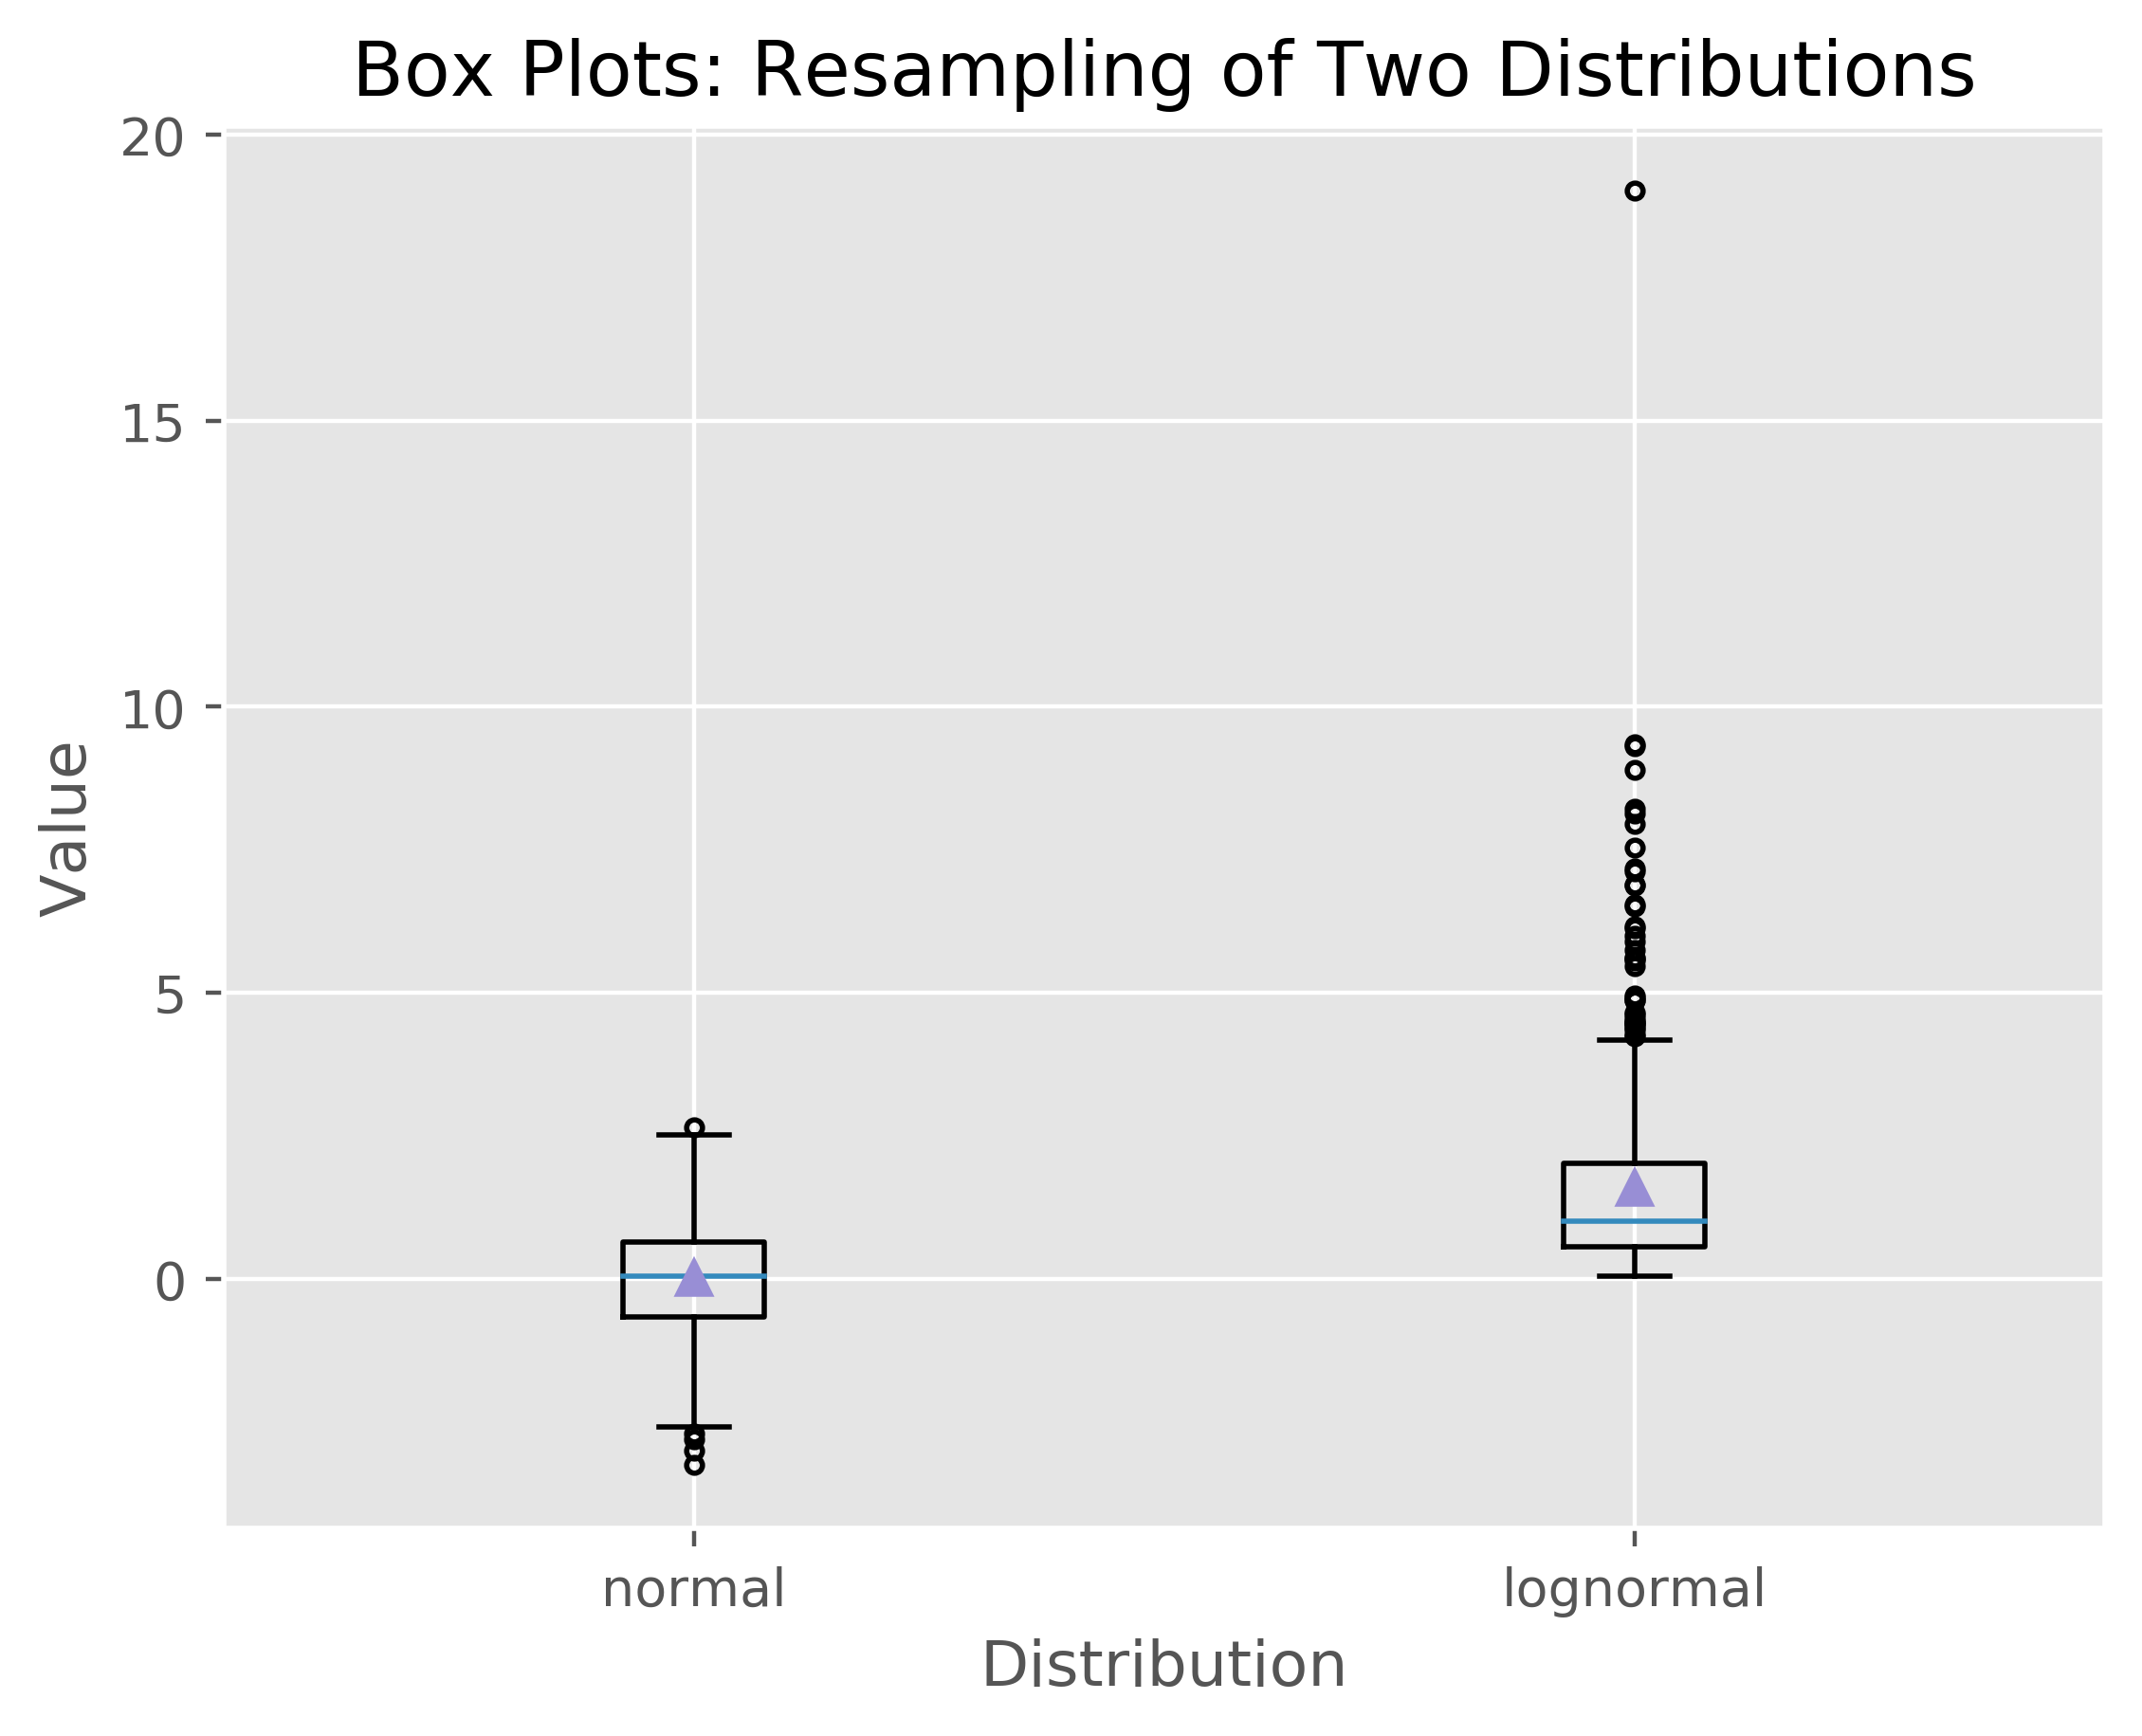 Box Plots: Resampling of Two Distributions
20
15
10
5
0
Value
normal lognormal
Distribution